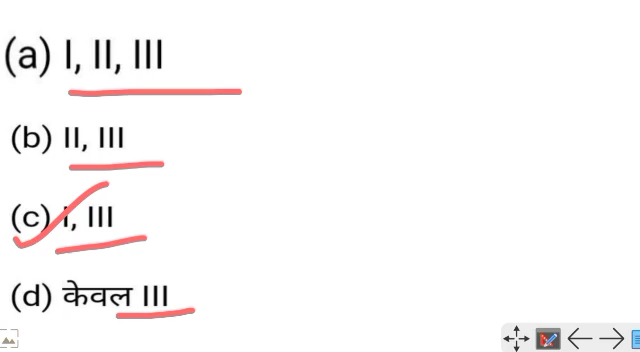 (a) I, II, III
(b) II, III
(c) I, III
(d) केवल III